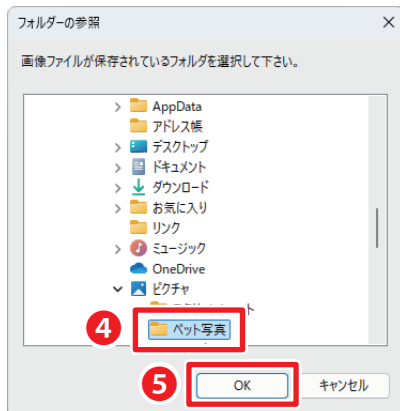 フォルダーの参照
画像ファイルが保存されているフォルダを選択して下さい。
AppData
アドレス帳
デスクトップ
ドキュメント
ダウンロード
お気に入り
リンク
ミュージック
OneDrive
ピクチャ
4
ペット写真
5
OK
キャンセル